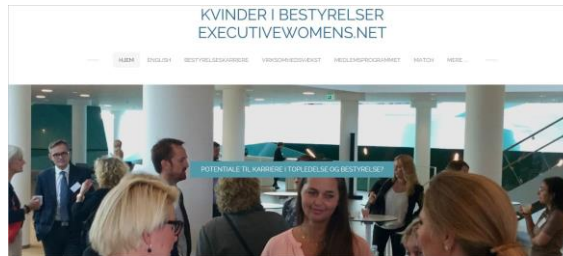 KVINDER I BESTYRELSER
EXECUTIVEWOMENS.NET
HJEM ENGLISH BESTYRELSESKARRIERE VIRKSOMHEDSVÆKST MEDLEMSPROGRAMMET MATCH MERE...
POTENTIALE TIL KARRIERE I TOPLEDELSE OG BESTYRELSE?